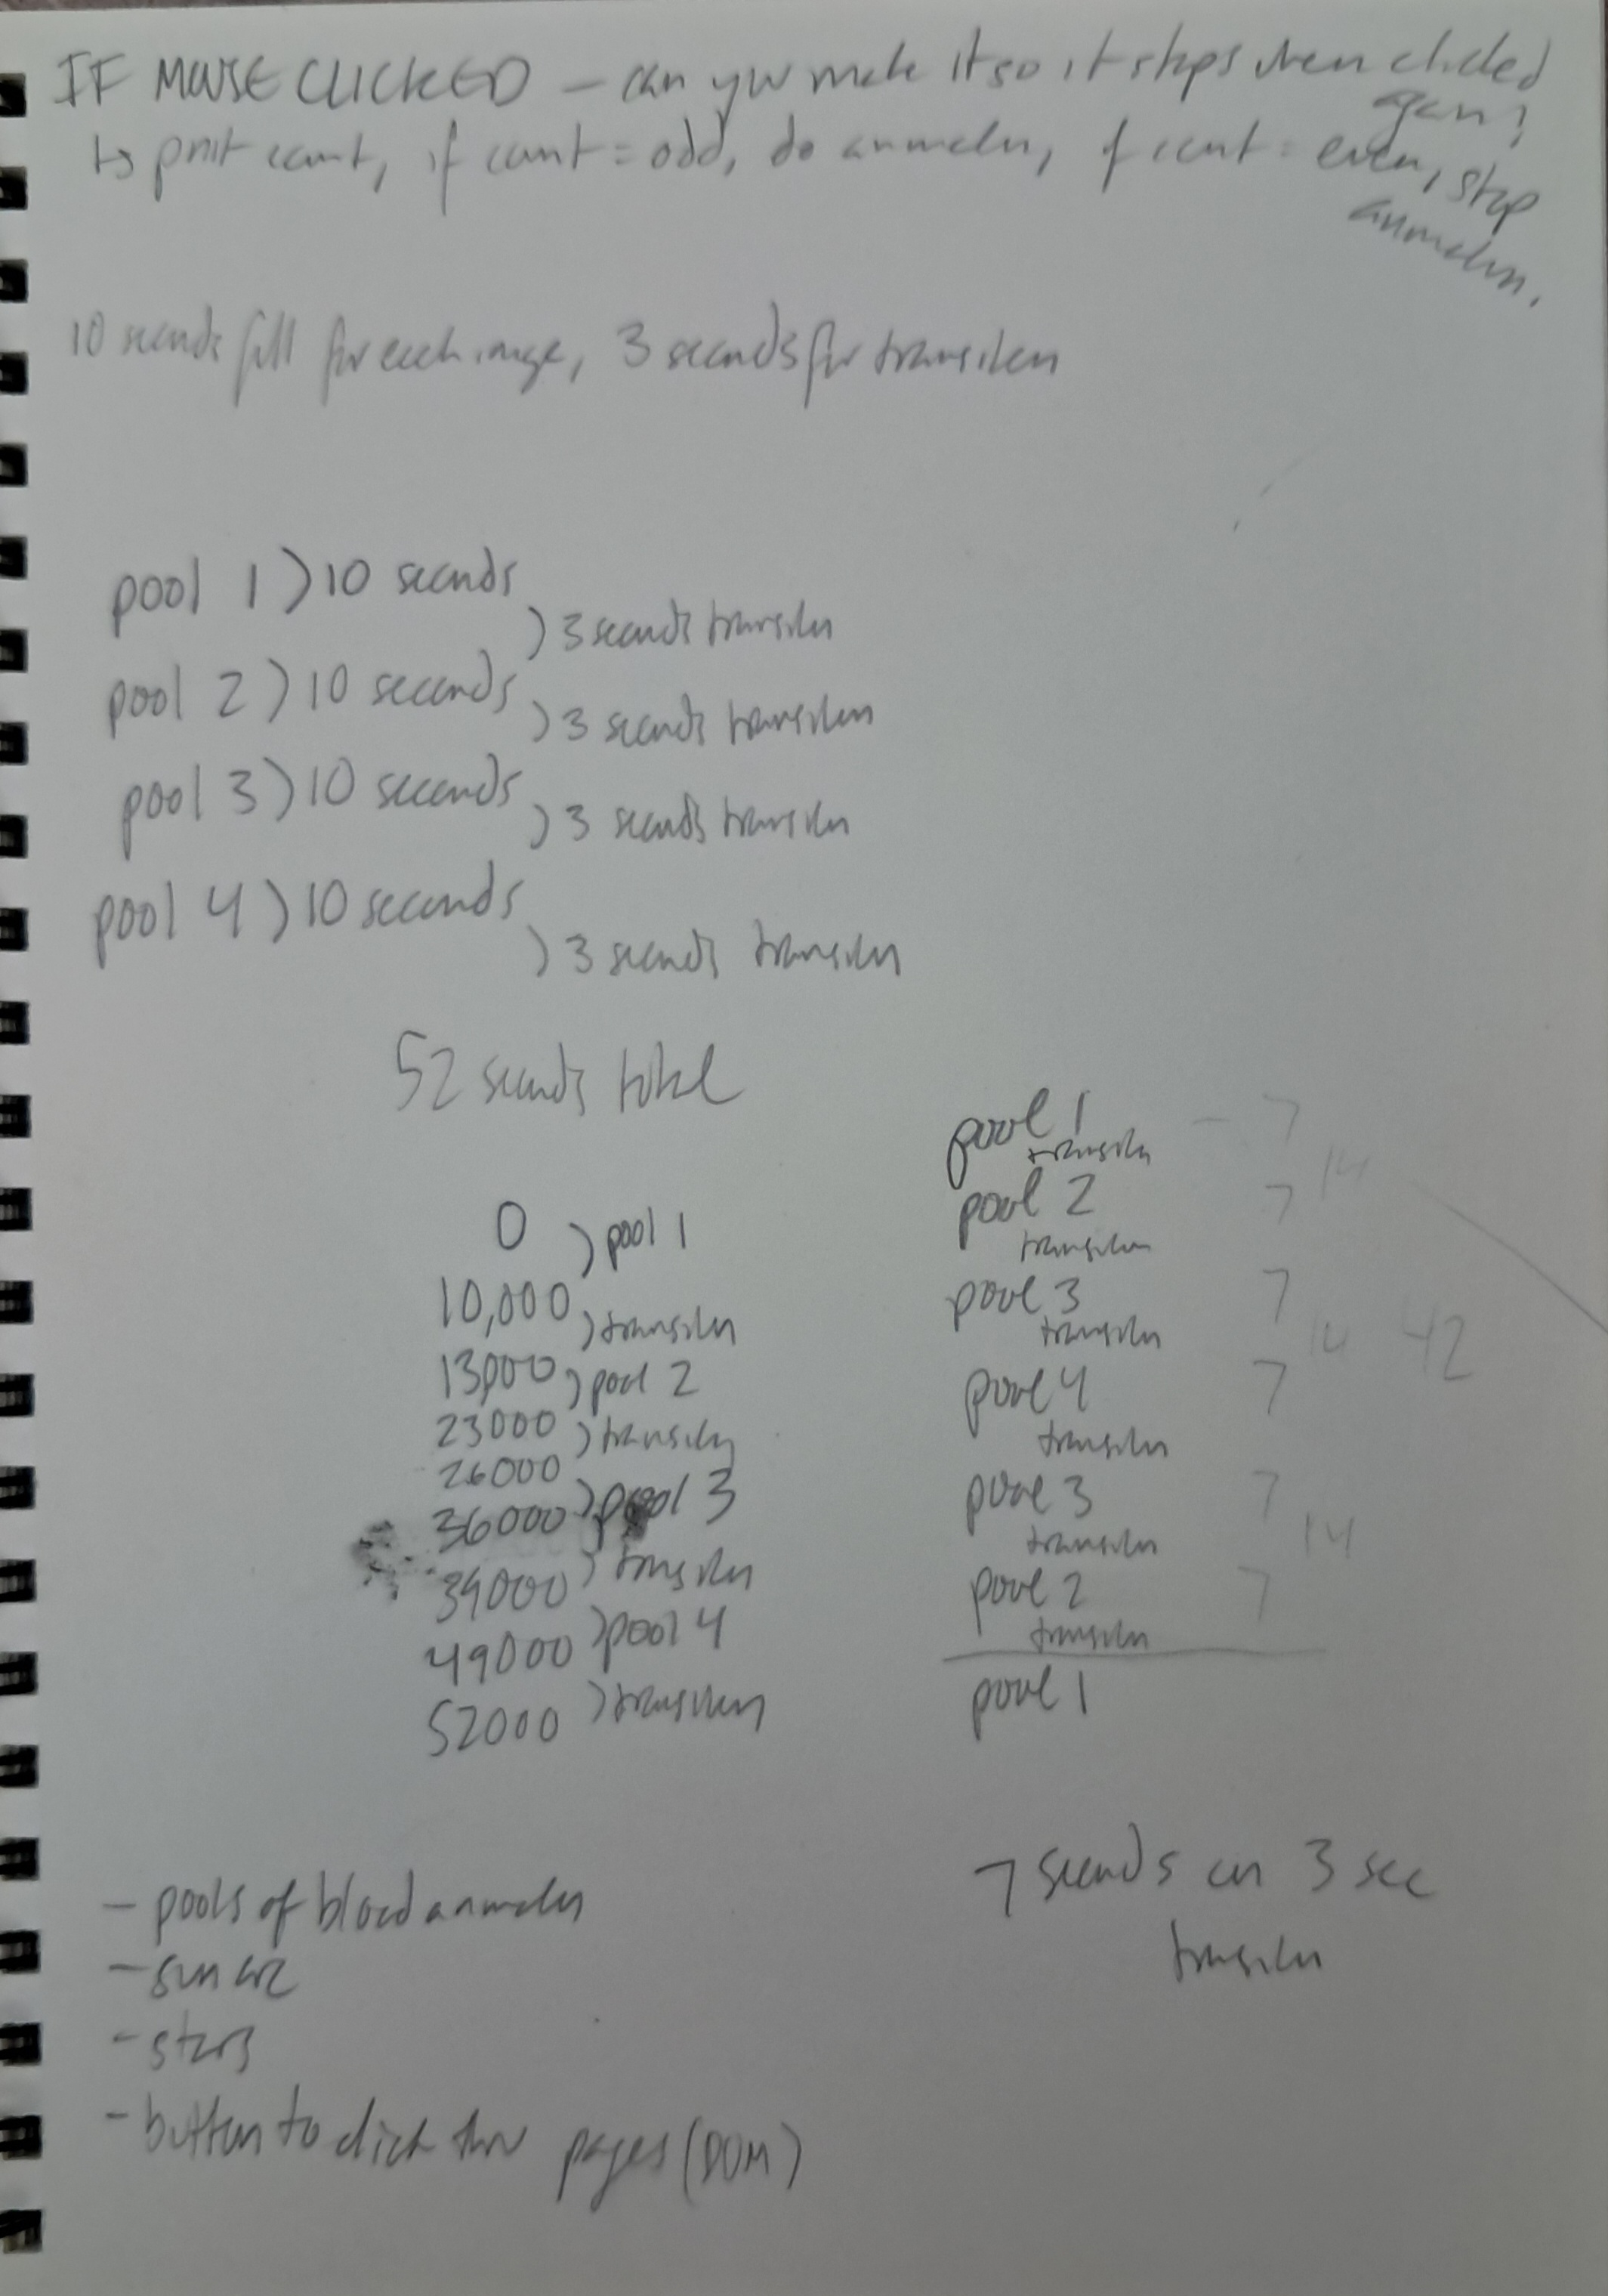 IF MOUSE CLICKED – can you make it so it stops when clicked
again?
↳ print count, if count = odd, do animation, if count = even, stop
animation.
10 seconds full for each image, 3 seconds for transition
pool 1 ) 10 seconds
) 3 seconds transition
pool 2 ) 10 seconds
) 3 seconds transition
pool 3 ) 10 seconds
) 3 seconds transition
pool 4 ) 10 seconds
) 3 seconds transition
52 seconds total
0
) pool 1
10,000
) transition
13,000
) pool 2
23000
) transition
26000
) pool 3
36000
) transition
39000
) pool 4
49000
) transition
52000
pool 1 – 7
transition
14
pool 2 7
transition
pool 3 7
transition
14 42
pool 4 7
transition
pool 3 7
transition
14
pool 2 7
transition
pool 1
7 seconds on 3 sec
transition
– pools of blood animation
– sun arc
– stars
– button to click thru pages (DOM)